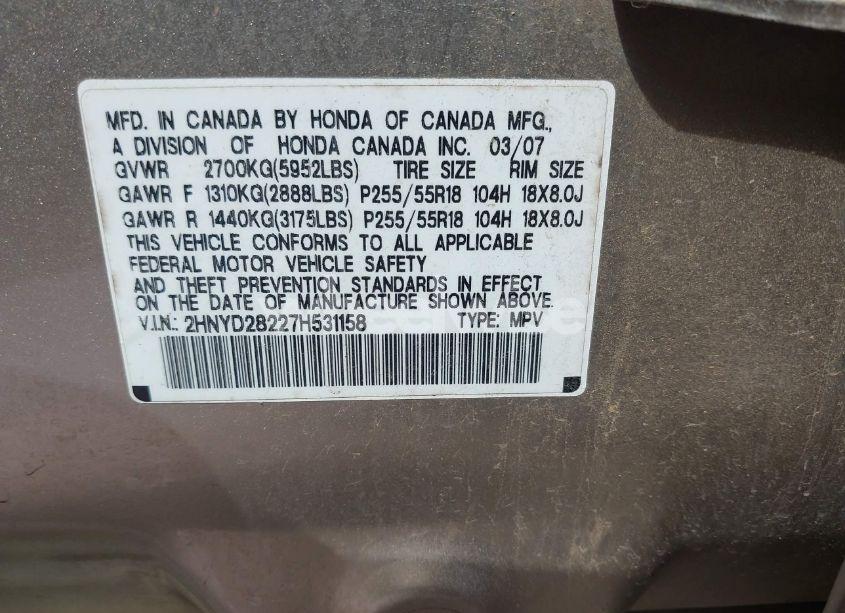 MFD. IN CANADA BY HONDA OF CANADA MFG.,
A DIVISION OF HONDA CANADA INC. 03/07
GVWR 2700KG(5952LBS) TIRE SIZE RIM SIZE
GAWR F 1310KG(2888LBS) P255/55R18 104H 18X8.0J
GAWR R 1440KG(3175LBS) P255/55R18 104H 18X8.0J
THIS VEHICLE CONFORMS TO ALL APPLICABLE
FEDERAL MOTOR VEHICLE SAFETY
AND THEFT PREVENTION STANDARDS IN EFFECT
ON THE DATE OF MANUFACTURE SHOWN ABOVE.
V.I.N.: 2HNYD28227H531158 TYPE: MPV